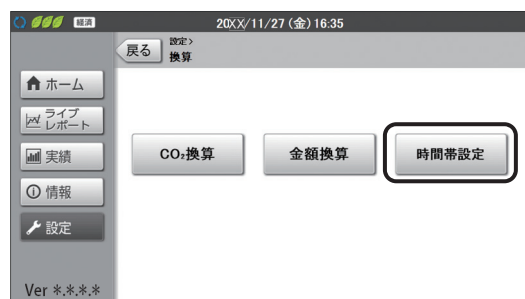 経済
20XX/11/27 (金) 16:35
戻る
設定>
換算
ホーム
ライブ
レポート
実績
情報
設定
CO₂換算
金額換算
時間帯設定
Ver *.*.*.*